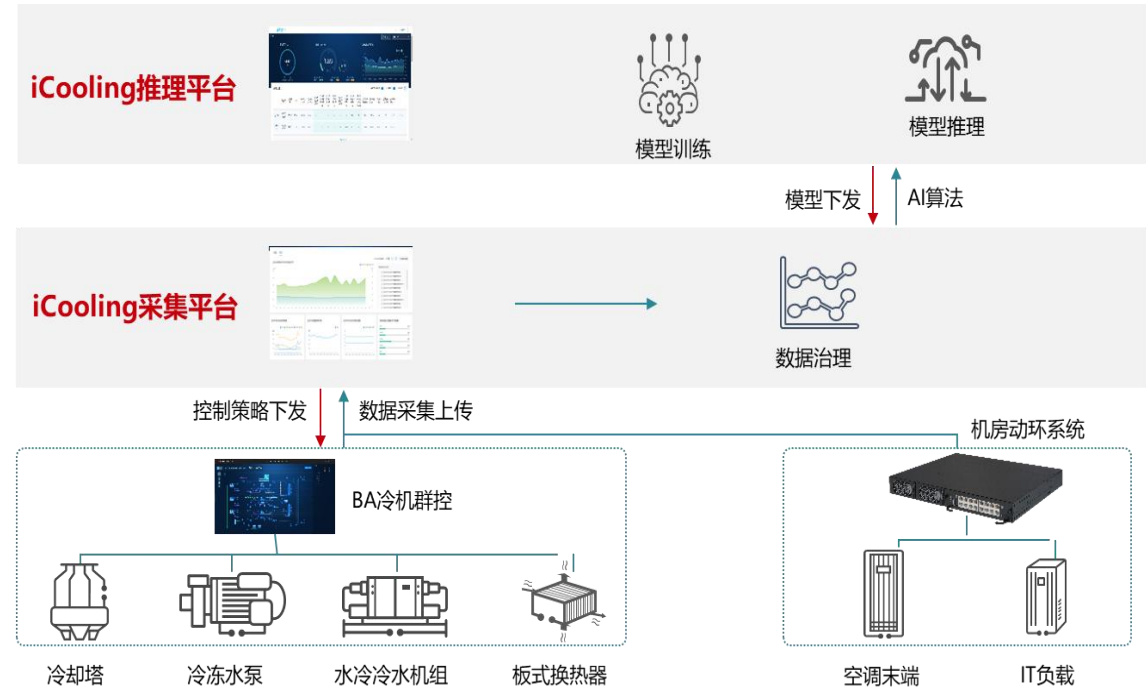 iCooling推理平台
模型训练
模型推理
模型下发
AI算法
iCooling采集平台
数据治理
控制策略下发
数据采集上传
机房动环系统
BA冷机群控
冷却塔
冷冻水泵
水冷冷水机组
板式换热器
空调末端
IT负载